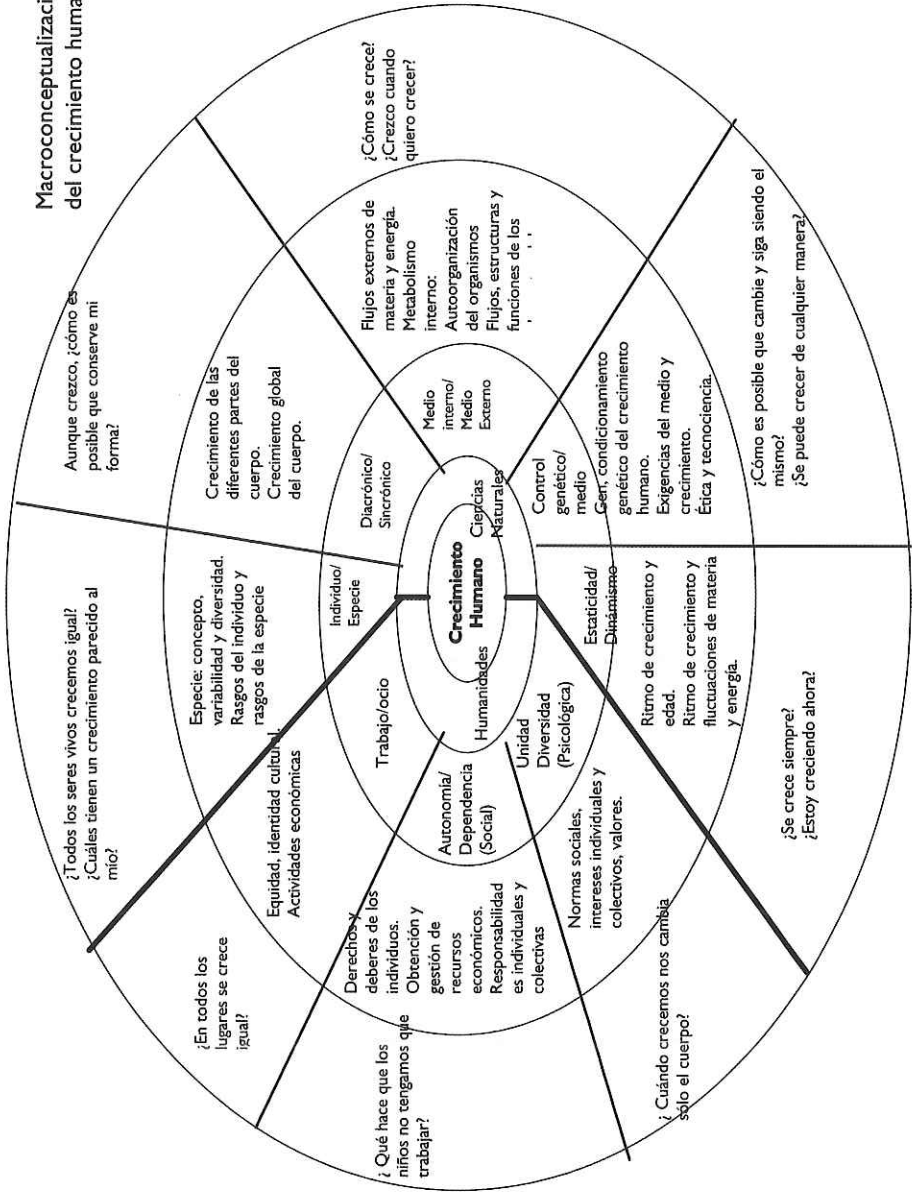 Macroconceptualizaci
del crecimiento huma
Aunque crezco, ¿cómo es
posible que conserve mi
forma?
¿Cómo se crece?
¿Crezco cuando
quiero crecer?
¿Cómo es posible que cambie y siga siendo el
mismo?
¿Se puede crecer de cualquier manera?
¿Se crece siempre?
¿Estoy creciendo ahora?
¿ Cuándo crecemos nos cambia
sólo el cuerpo?
¿ Qué hace que los
niños no tengamos que
trabajar?
¿En todos los
lugares se crece
igual?
¿Todos los seres vivos crecemos igual?
¿Cuáles tienen un crecimiento parecido al
mío?
Crecimiento de las
diferentes partes del
cuerpo.
Crecimiento global
del cuerpo.
Flujos externos de
materia y energía.
Metabolismo
interno:
Autoorganización
del organismos
Flujos, estructuras y
funciones de los
Gen, condicionamiento
genético del crecimiento
humano.
Exigencias del medio y
crecimiento.
Ética y tecnociencia.
Ritmo de crecimiento y
edad.
Ritmo de crecimiento y
fluctuaciones de materia
y energía.
Normas sociales,
intereses individuales y
colectivos, valores.
Derechos y
deberes de los
individuos.
Obtención y
gestión de
recursos
económicos.
Responsabilidad
es individuales y
colectivas
Equidad, identidad cultural.
Actividades económicas
Especie: concepto,
variabilidad y diversidad.
Rasgos del individuo y
rasgos de la especie
Diacrónico/
Sincrónico
Medio
interno/
Medio
Externo
Control
genético/
medio
Estaticidad/
Dinamismo
Unidad
Diversidad
(Psicológica)
Autonomía/
Dependencia
(Social)
Trabajo/ocio
Individuo/
Especie
Ciencias
Naturales
Humanidades
Crecimiento
Humano